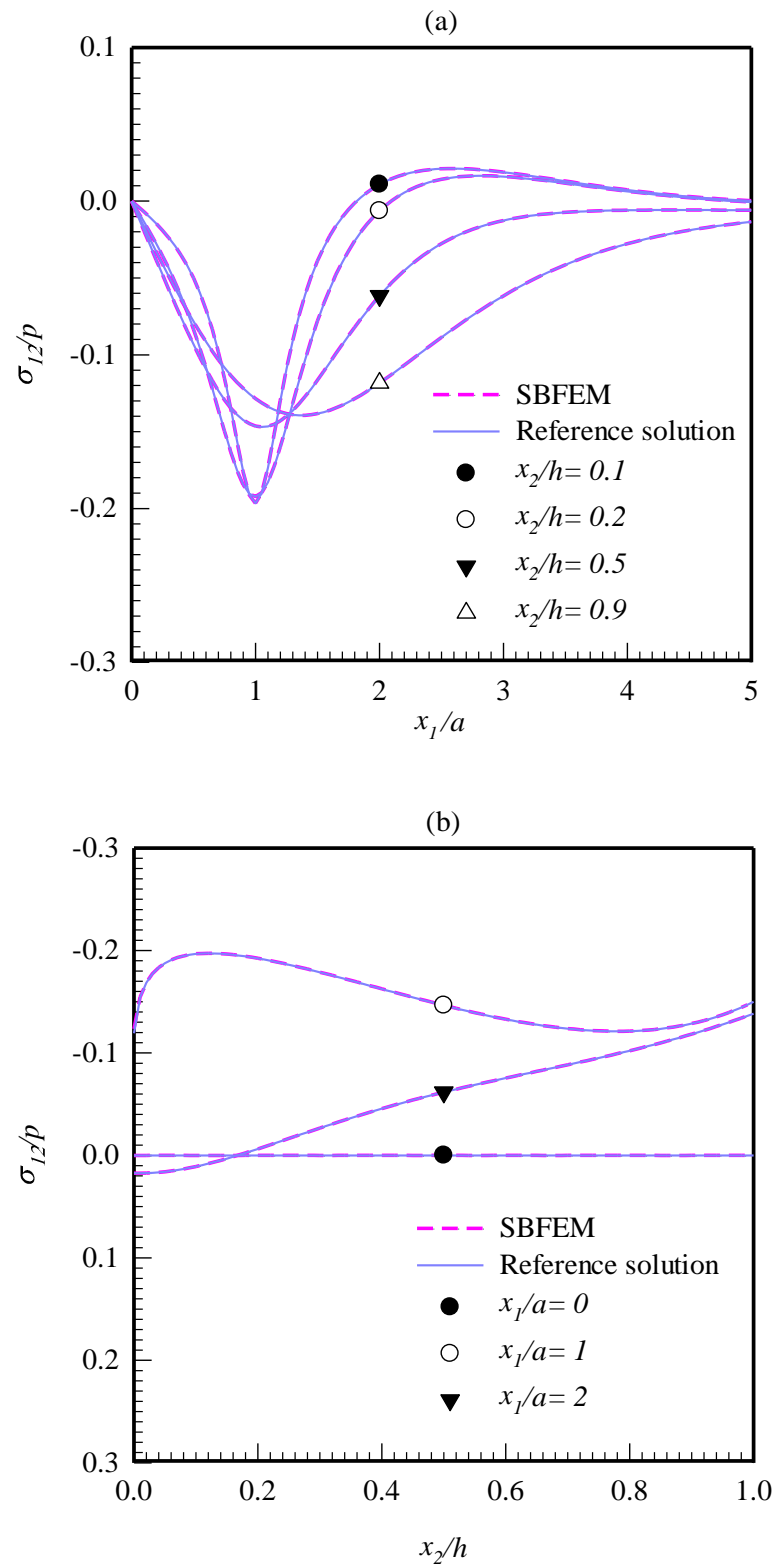 (a)
0.1
0.0
-0.1
-0.2
-0.3
σ12/p
SBFEM
Reference solution
x2/h= 0.1
x2/h= 0.2
x2/h= 0.5
x2/h= 0.9
0 1 2 3 4 5
x1/a
(b)
-0.3
-0.2
-0.1
0.0
0.1
0.2
0.3
σ12/p
SBFEM
Reference solution
x1/a= 0
x1/a= 1
x1/a= 2
0.0 0.2 0.4 0.6 0.8 1.0
x2/h